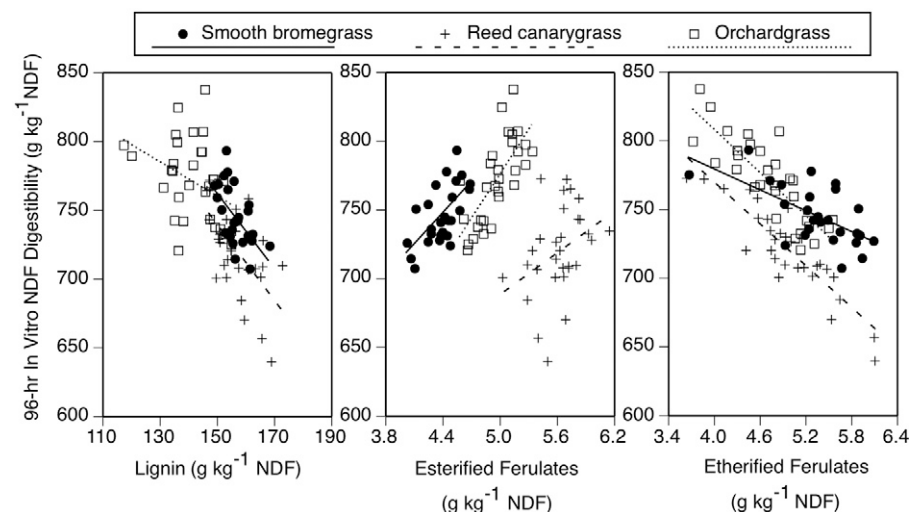 Smooth bromegrass Reed canarygrass Orchardgrass
96-hr In Vitro NDF Digestibility (g kg⁻¹ NDF)
850 850 850
800 800 800
750 750 750
700 700 700
650 650 650
600 600 600
110 130 150 170 190 3.8 4.4 5.0 5.6 6.2 3.4 4.0 4.6 5.2 5.8 6.4
Lignin (g kg⁻¹ NDF) Esterified Ferulates Etherified Ferulates
(g kg⁻¹ NDF) (g kg⁻¹ NDF)